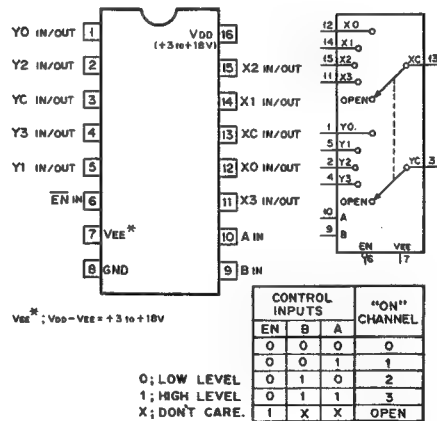 Y0 IN/OUT 1
Y2 IN/OUT 2
YC IN/OUT 3
Y3 IN/OUT 4
Y1 IN/OUT 5
EN IN 6
7 VEE*
8 GND
VDD 16
(+3 to +18V)
15 X2 IN/OUT
14 X1 IN/OUT
13 XC IN/OUT
12 X0 IN/OUT
11 X3 IN/OUT
10 A IN
9 B IN
12 X0
14 X1
15 X2
11 X3
OPEN
XC 13
1 Y0.
5 Y1
2 Y2
4 Y3
OPEN
YC 3
10 A
9 B
EN VEE
6 7
VEE*; VDD-VEE = +3 to +18V
0; LOW LEVEL
1; HIGH LEVEL
X; DON'T CARE.
CONTROL INPUTS "ON" CHANNEL
EN B A
0 0 0 0
0 0 1 1
0 1 0 2
0 1 1 3
1 X X OPEN